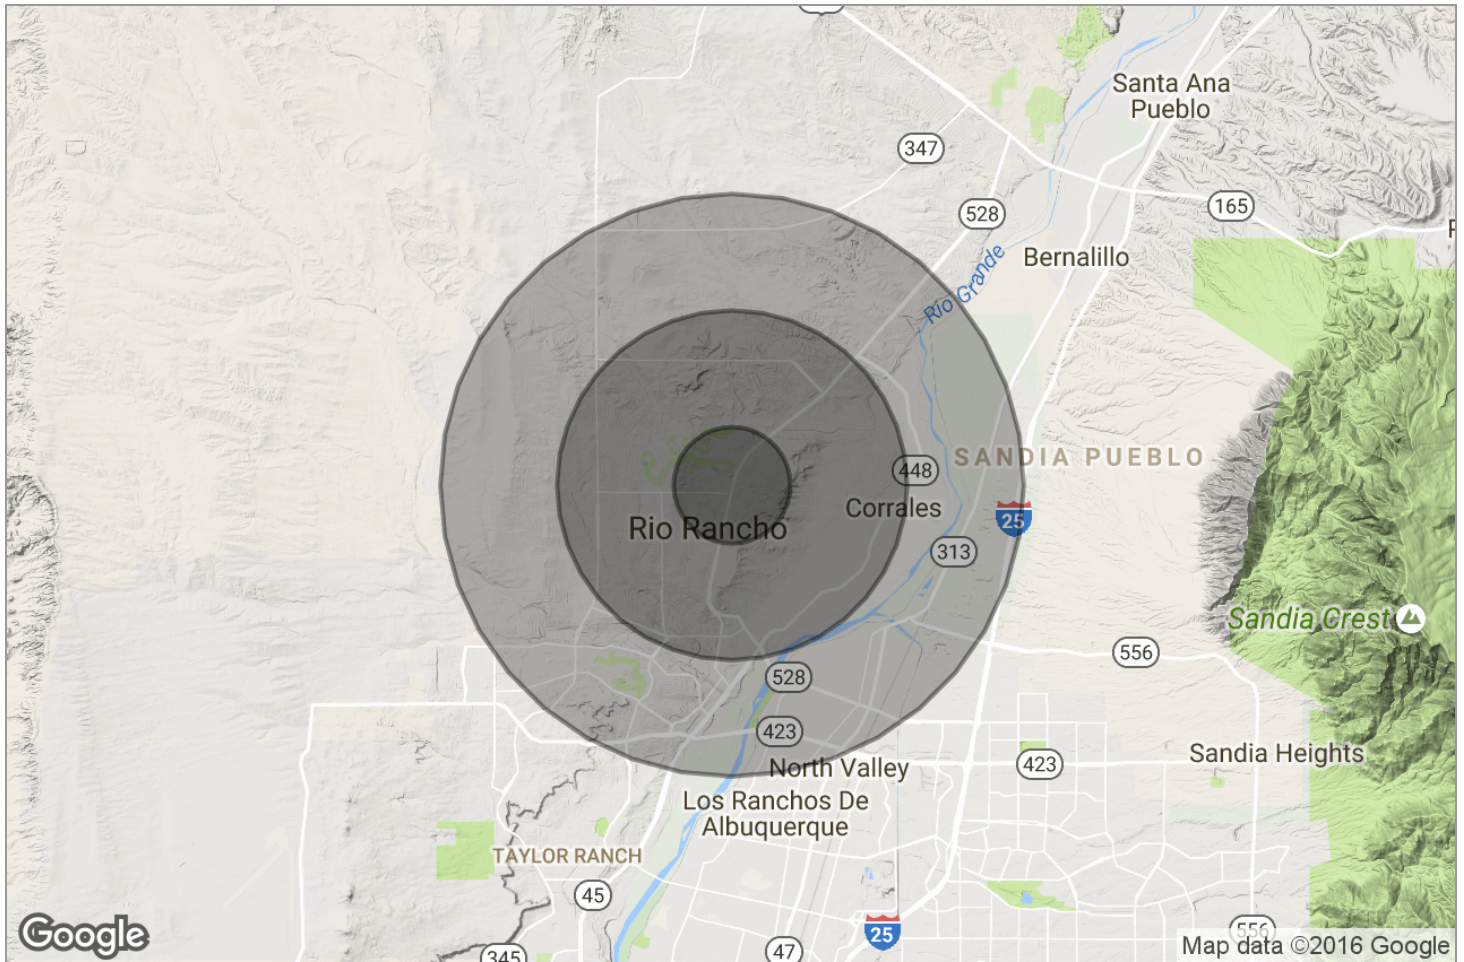 Santa Ana
Pueblo
347
165
528
Bernalillo
Rio Grande
SANDIA PUEBLO
448
Corrales
25
Rio Rancho
313
Sandia Crest
556
528
423
North Valley
Sandia Heights
423
Los Ranchos De
Albuquerque
TAYLOR RANCH
45
25
556
345
47
Google
Map data ©2016 Google